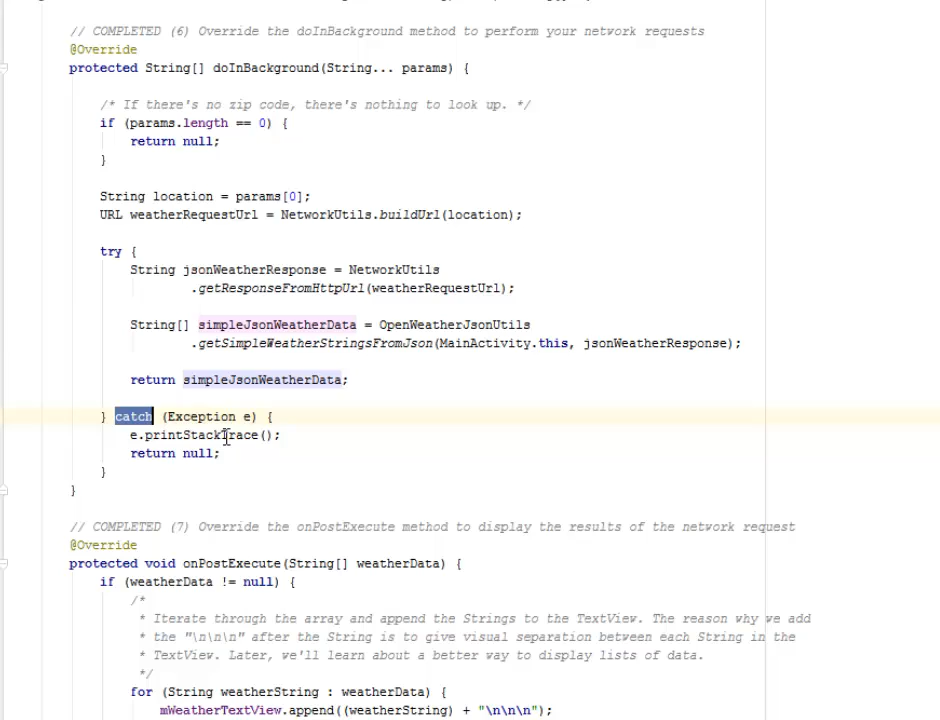 // COMPLETED (6) Override the doInBackground method to perform your network requests
@Override
protected String[] doInBackground(String... params) {
/* If there's no zip code, there's nothing to look up. */
if (params.length == 0) {
return null;
}
String location = params[0];
URL weatherRequestUrl = NetworkUtils.buildUrl(location);
try {
String jsonWeatherResponse = NetworkUtils
.getResponseFromHttpUrl(weatherRequestUrl);
String[] simpleJsonWeatherData = OpenWeatherJsonUtils
.getSimpleWeatherStringsFromJson(MainActivity.this, jsonWeatherResponse);
return simpleJsonWeatherData;
} catch (Exception e) {
e.printStackTrace();
return null;
}
}
// COMPLETED (7) Override the onPostExecute method to display the results of the network request
@Override
protected void onPostExecute(String[] weatherData) {
if (weatherData != null) {
/*
* Iterate through the array and append the Strings to the TextView. The reason why we add
* the "\n\n\n" after the String is to give visual separation between each String in the
* TextView. Later, we'll learn about a better way to display lists of data.
*/
for (String weatherString : weatherData) {
mWeatherTextView.append((weatherString) + "\n\n\n");